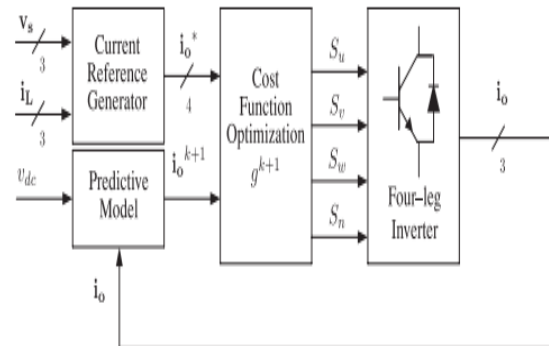 v_s
3
i_L
3
v_dc
Current
Reference
Generator
Predictive
Model
i_o*
4
i_o^{k+1}
Cost
Function
Optimization
g^{k+1}
S_u
S_v
S_w
S_n
Four-leg
Inverter
i_o
3
i_o